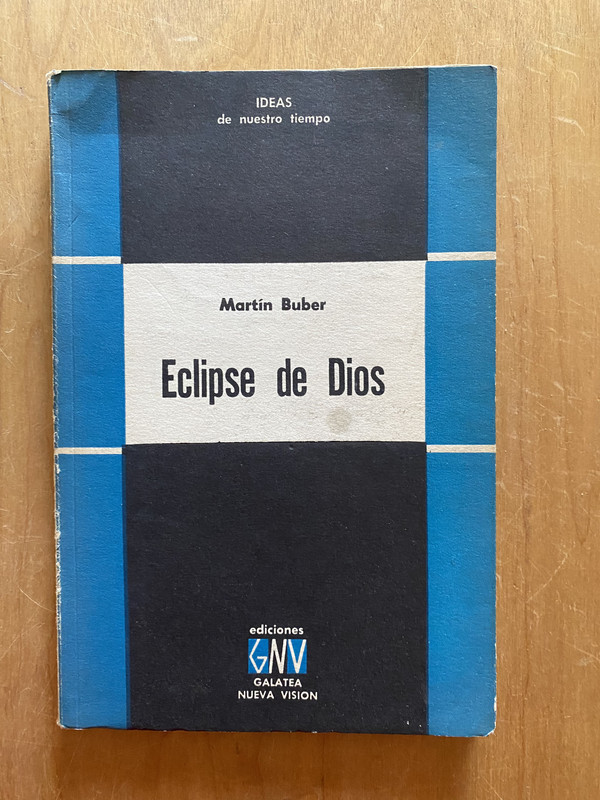 IDEAS
de nuestro tiempo
Martín Buber
Eclipse de Dios
ediciones
GNV
GALATEA
NUEVA VISION